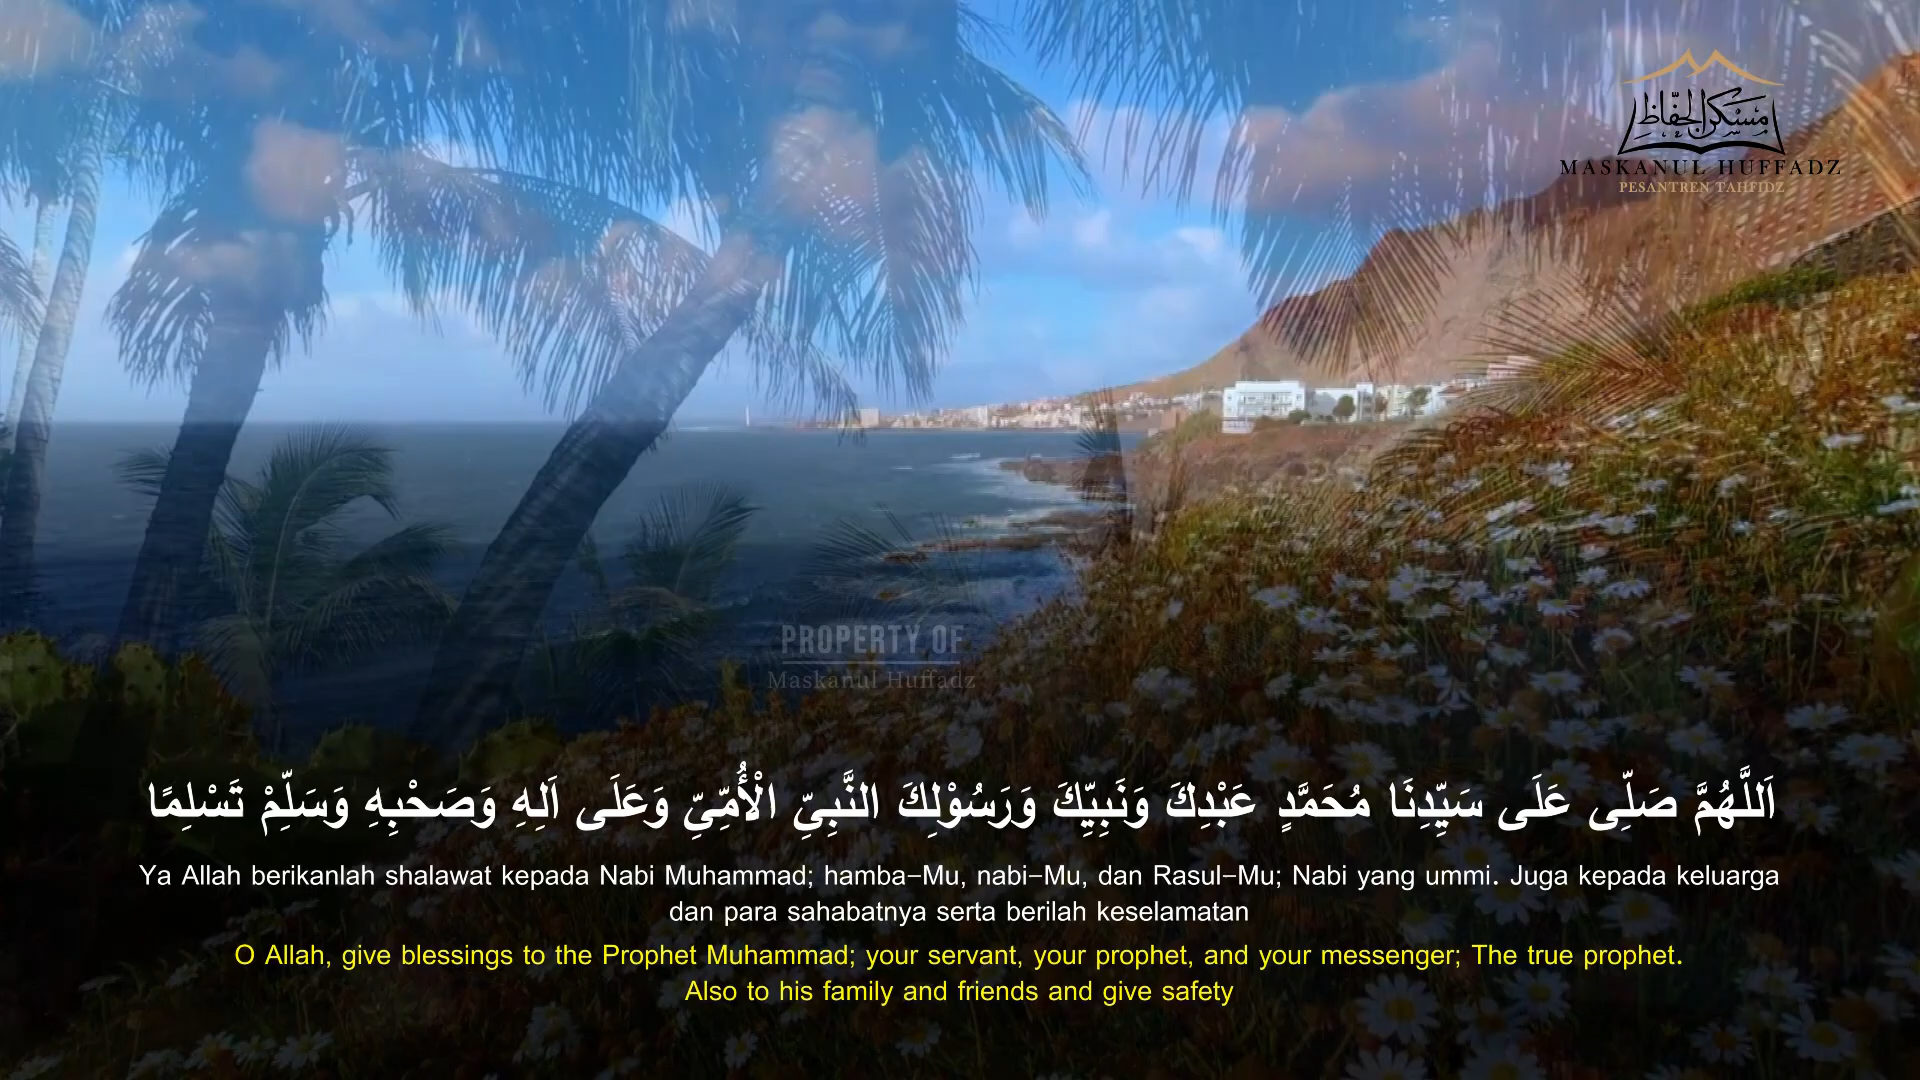 مسكن الحفاظ
MASKANUL HUFFADZ
PESANTREN TAHFIDZ
PROPERTY OF
Maskanul Huffadz
اَللَّهُمَّ صَلِّى عَلَى سَيِّدِنَا مُحَمَّدٍ عَبْدِكَ وَنَبِيِّكَ وَرَسُوْلِكَ النَّبِيِّ الْأُمِّيِّ وَعَلَى اَلِهِ وَصَحْبِهِ وَسَلِّمْ تَسْلِمًا
Ya Allah berikanlah shalawat kepada Nabi Muhammad; hamba-Mu, nabi-Mu, dan Rasul-Mu; Nabi yang ummi. Juga kepada keluarga
dan para sahabatnya serta berilah keselamatan
O Allah, give blessings to the Prophet Muhammad; your servant, your prophet, and your messenger; The true prophet.
Also to his family and friends and give safety